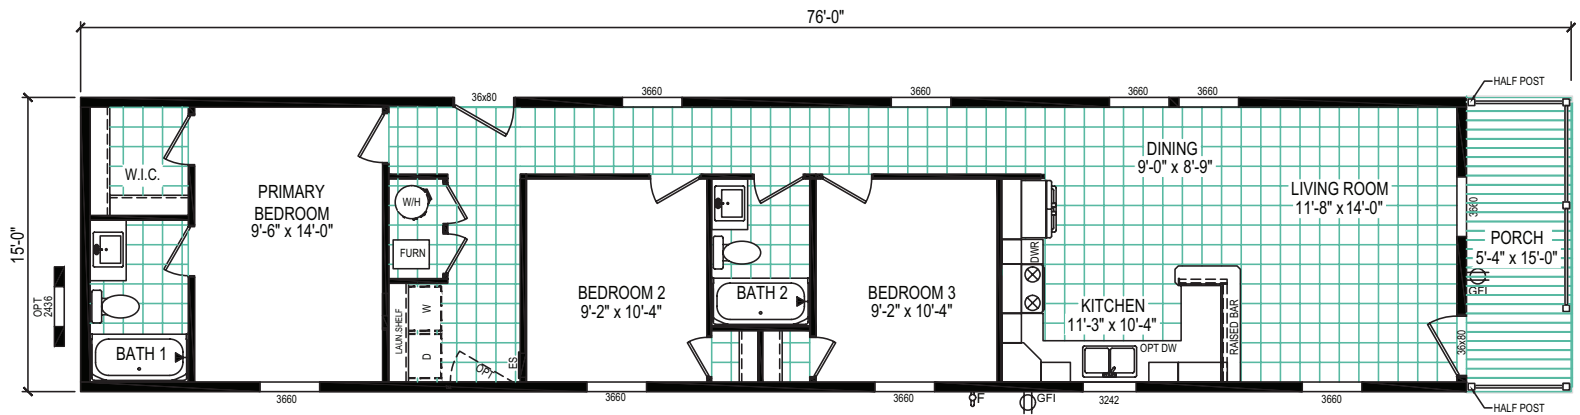 76'-0"
HALF POST
36x80
3660
3660
3660
3660
15'-0"
W.I.C.
PRIMARY
BEDROOM
9'-6" x 14'-0"
W/H
FURN
DINING
9'-0" x 8'-9"
LIVING ROOM
11'-8" x 14'-0"
3660
PORCH
5'-4" x 15'-0"
GFI
OPT
2436
BATH 1
LAUN SHELF
W
D
OPT
ES
BEDROOM 2
9'-2" x 10'-4"
BATH 2
BEDROOM 3
9'-2" x 10'-4"
DWR
KITCHEN
11'-3" x 10'-4"
OPT DW
RAISED BAR
36x80
3660
3660
3660
F
GFI
3242
3660
HALF POST